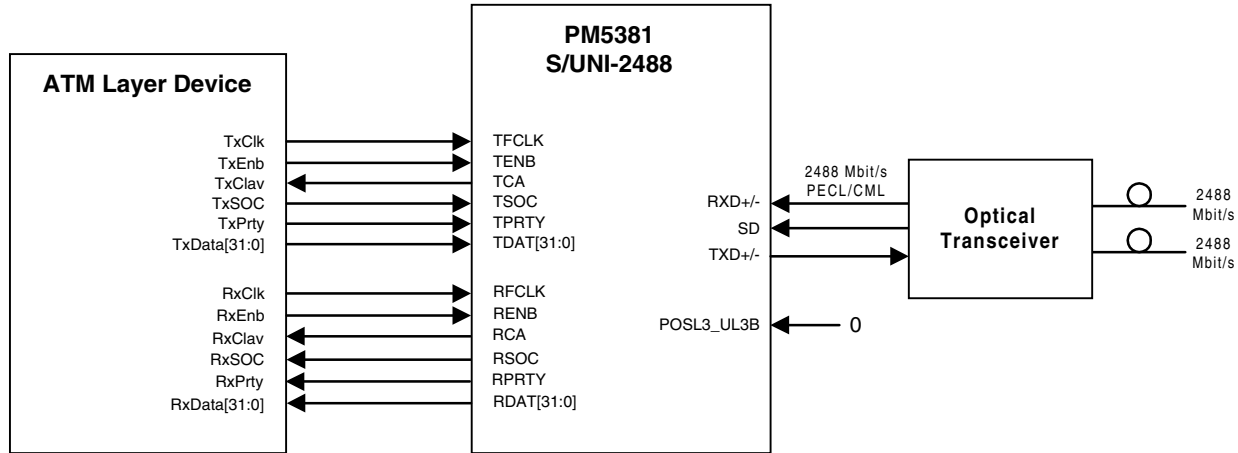 ATM Layer Device
TxClk
TxEnb
TxClav
TxSOC
TxPrty
TxData[31:0]
RxClk
RxEnb
RxClav
RxSOC
RxPrty
RxData[31:0]
PM5381
S/UNI-2488
TFCLK
TENB
TCA
TSOC
TPRTY
TDAT[31:0]
RFCLK
RENB
RCA
RSOC
RPRTY
RDAT[31:0]
RXD+/-
SD
TXD+/-
POSL3_UL3B
0
2488 Mbit/s
PECL/CML
Optical
Transceiver
2488
Mbit/s
2488
Mbit/s